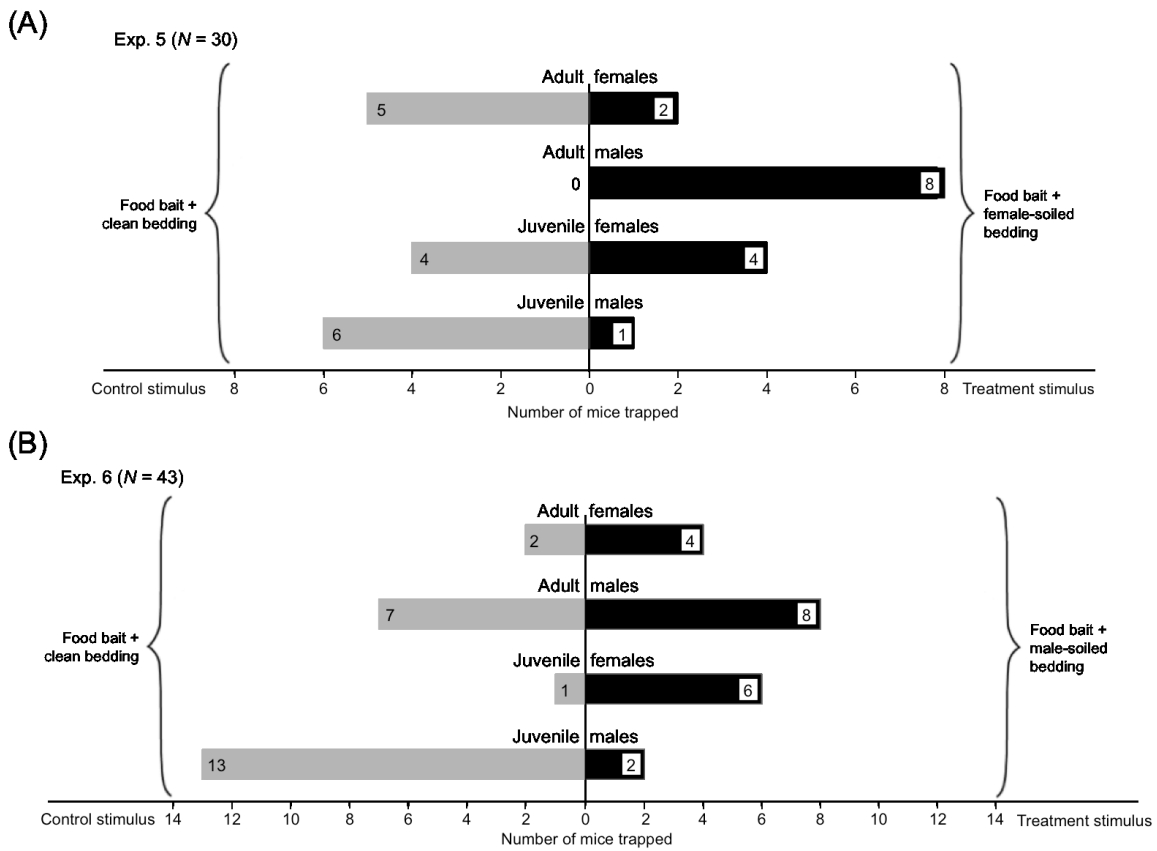 (A)
Exp. 5 (N = 30)
Adult females
5 2
Adult males
0 8
Food bait +
clean bedding
Food bait +
female-soiled
bedding
Juvenile females
4 4
Juvenile males
6 1
Control stimulus 8 6 4 2 0 2 4 6 8 Treatment stimulus
Number of mice trapped
(B)
Exp. 6 (N = 43)
Adult females
2 4
Adult males
7 8
Food bait +
clean bedding
Food bait +
male-soiled
bedding
Juvenile females
1 6
Juvenile males
13 2
Control stimulus 14 12 10 8 6 4 2 0 2 4 6 8 10 12 14 Treatment stimulus
Number of mice trapped